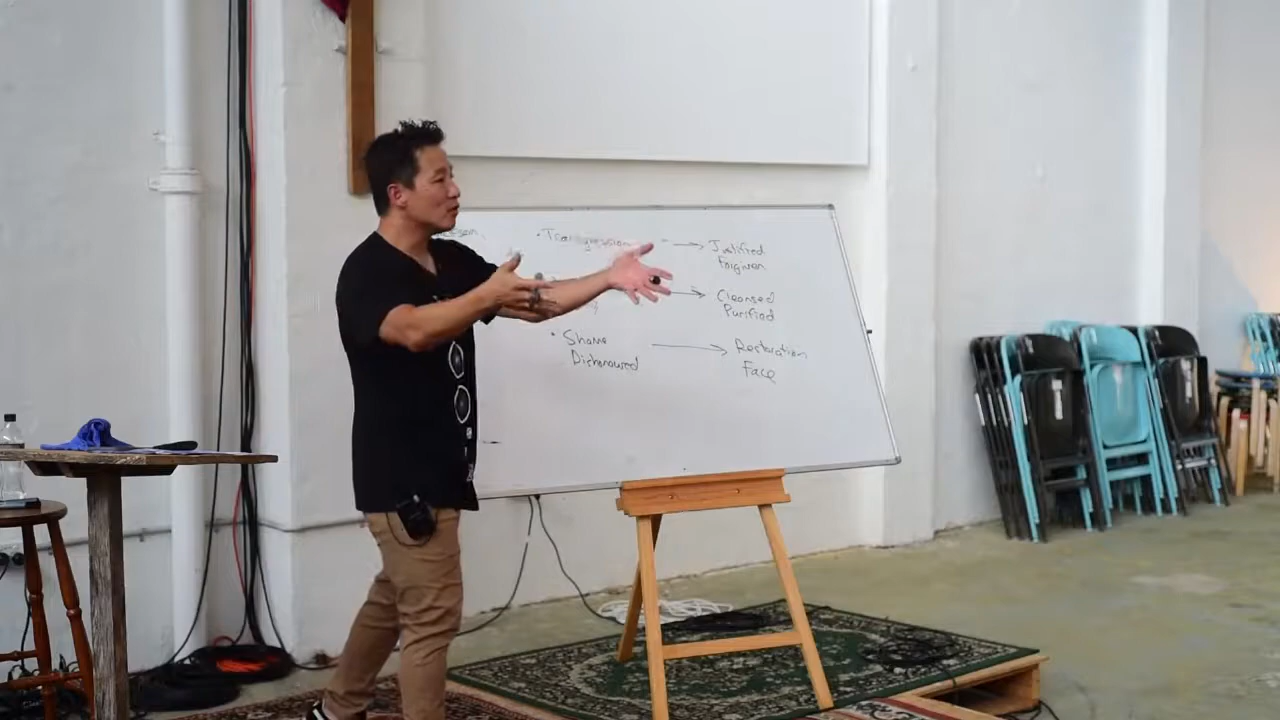 • Transgression → Justified
Forgiven
→ Cleansed
Purified
• Shame → Restoration
Dishonoured Face